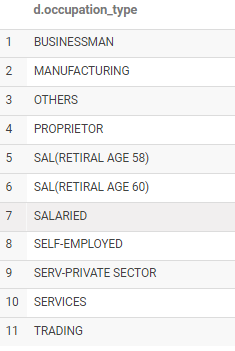 d.occupation_type
1 BUSINESSMAN
2 MANUFACTURING
3 OTHERS
4 PROPRIETOR
5 SAL(RETIRAL AGE 58)
6 SAL(RETIRAL AGE 60)
7 SALARIED
8 SELF-EMPLOYED
9 SERV-PRIVATE SECTOR
10 SERVICES
11 TRADING